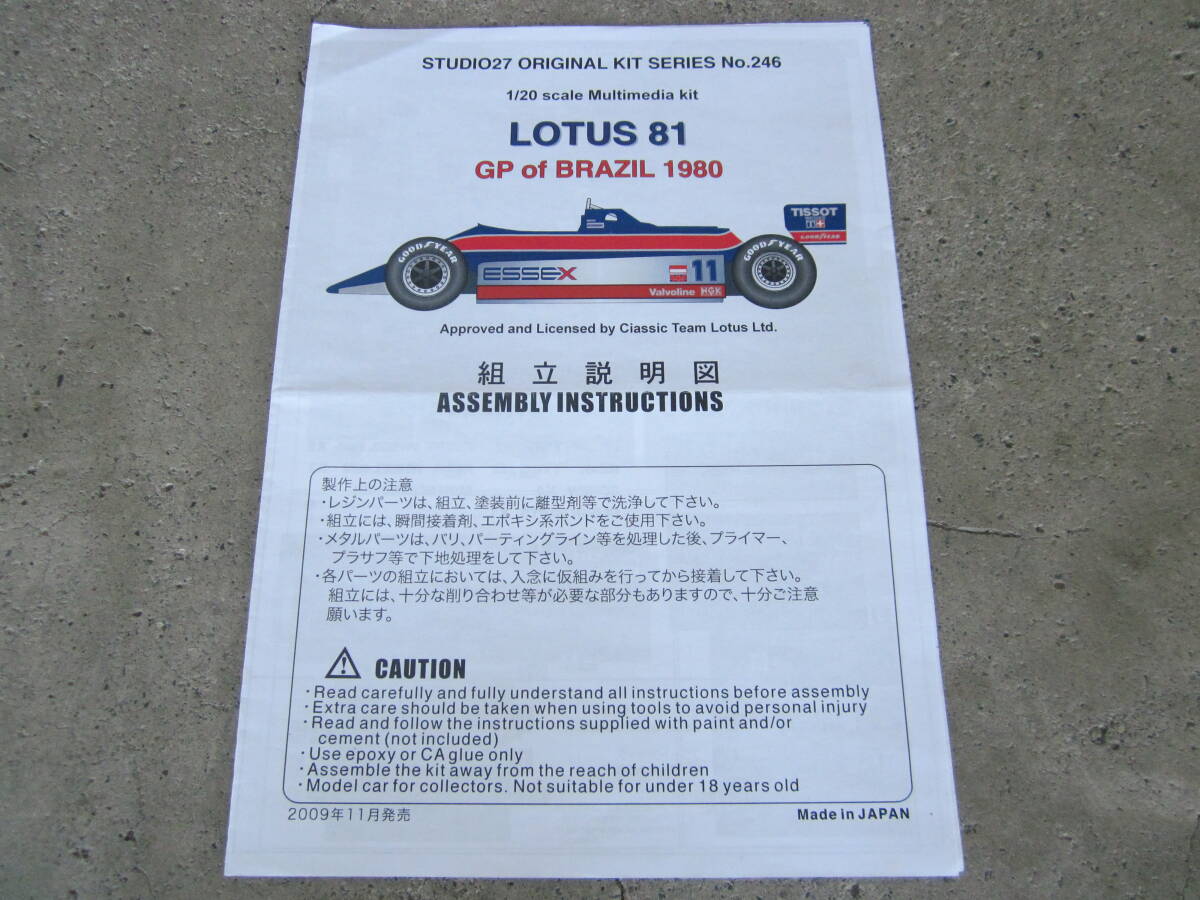 STUDIO27 ORIGINAL KIT SERIES No.246
1/20 scale Multimedia kit
LOTUS 81
GP of BRAZIL 1980
TISSOT
GOODYEAR
GOODYEAR
GOODYEAR
ESSEX
11
Valvoline NGK
Approved and Licensed by Classic Team Lotus Ltd.
組立説明図
ASSEMBLY INSTRUCTIONS
製作上の注意
・レジンパーツは、組立、塗装前に離型剤等で洗浄して下さい。
・組立には、瞬間接着剤、エポキシ系ボンドをご使用下さい。
・メタルパーツは、バリ、パーティングライン等を処理した後、プライマー、
プラサフ等で下地処理をして下さい。
・各パーツの組立においては、入念に仮組みを行ってから接着して下さい。
組立には、十分な削り合わせ等が必要な部分もありますので、十分ご注意
願います。
CAUTION
・Read carefully and fully understand all instructions before assembly
・Extra care should be taken when using tools to avoid personal injury
・Read and follow the instructions supplied with paint and/or
cement (not included)
・Use epoxy or CA glue only
・Assemble the kit away from the reach of children
・Model car for collectors. Not suitable for under 18 years old
2009年11月発売
Made in JAPAN